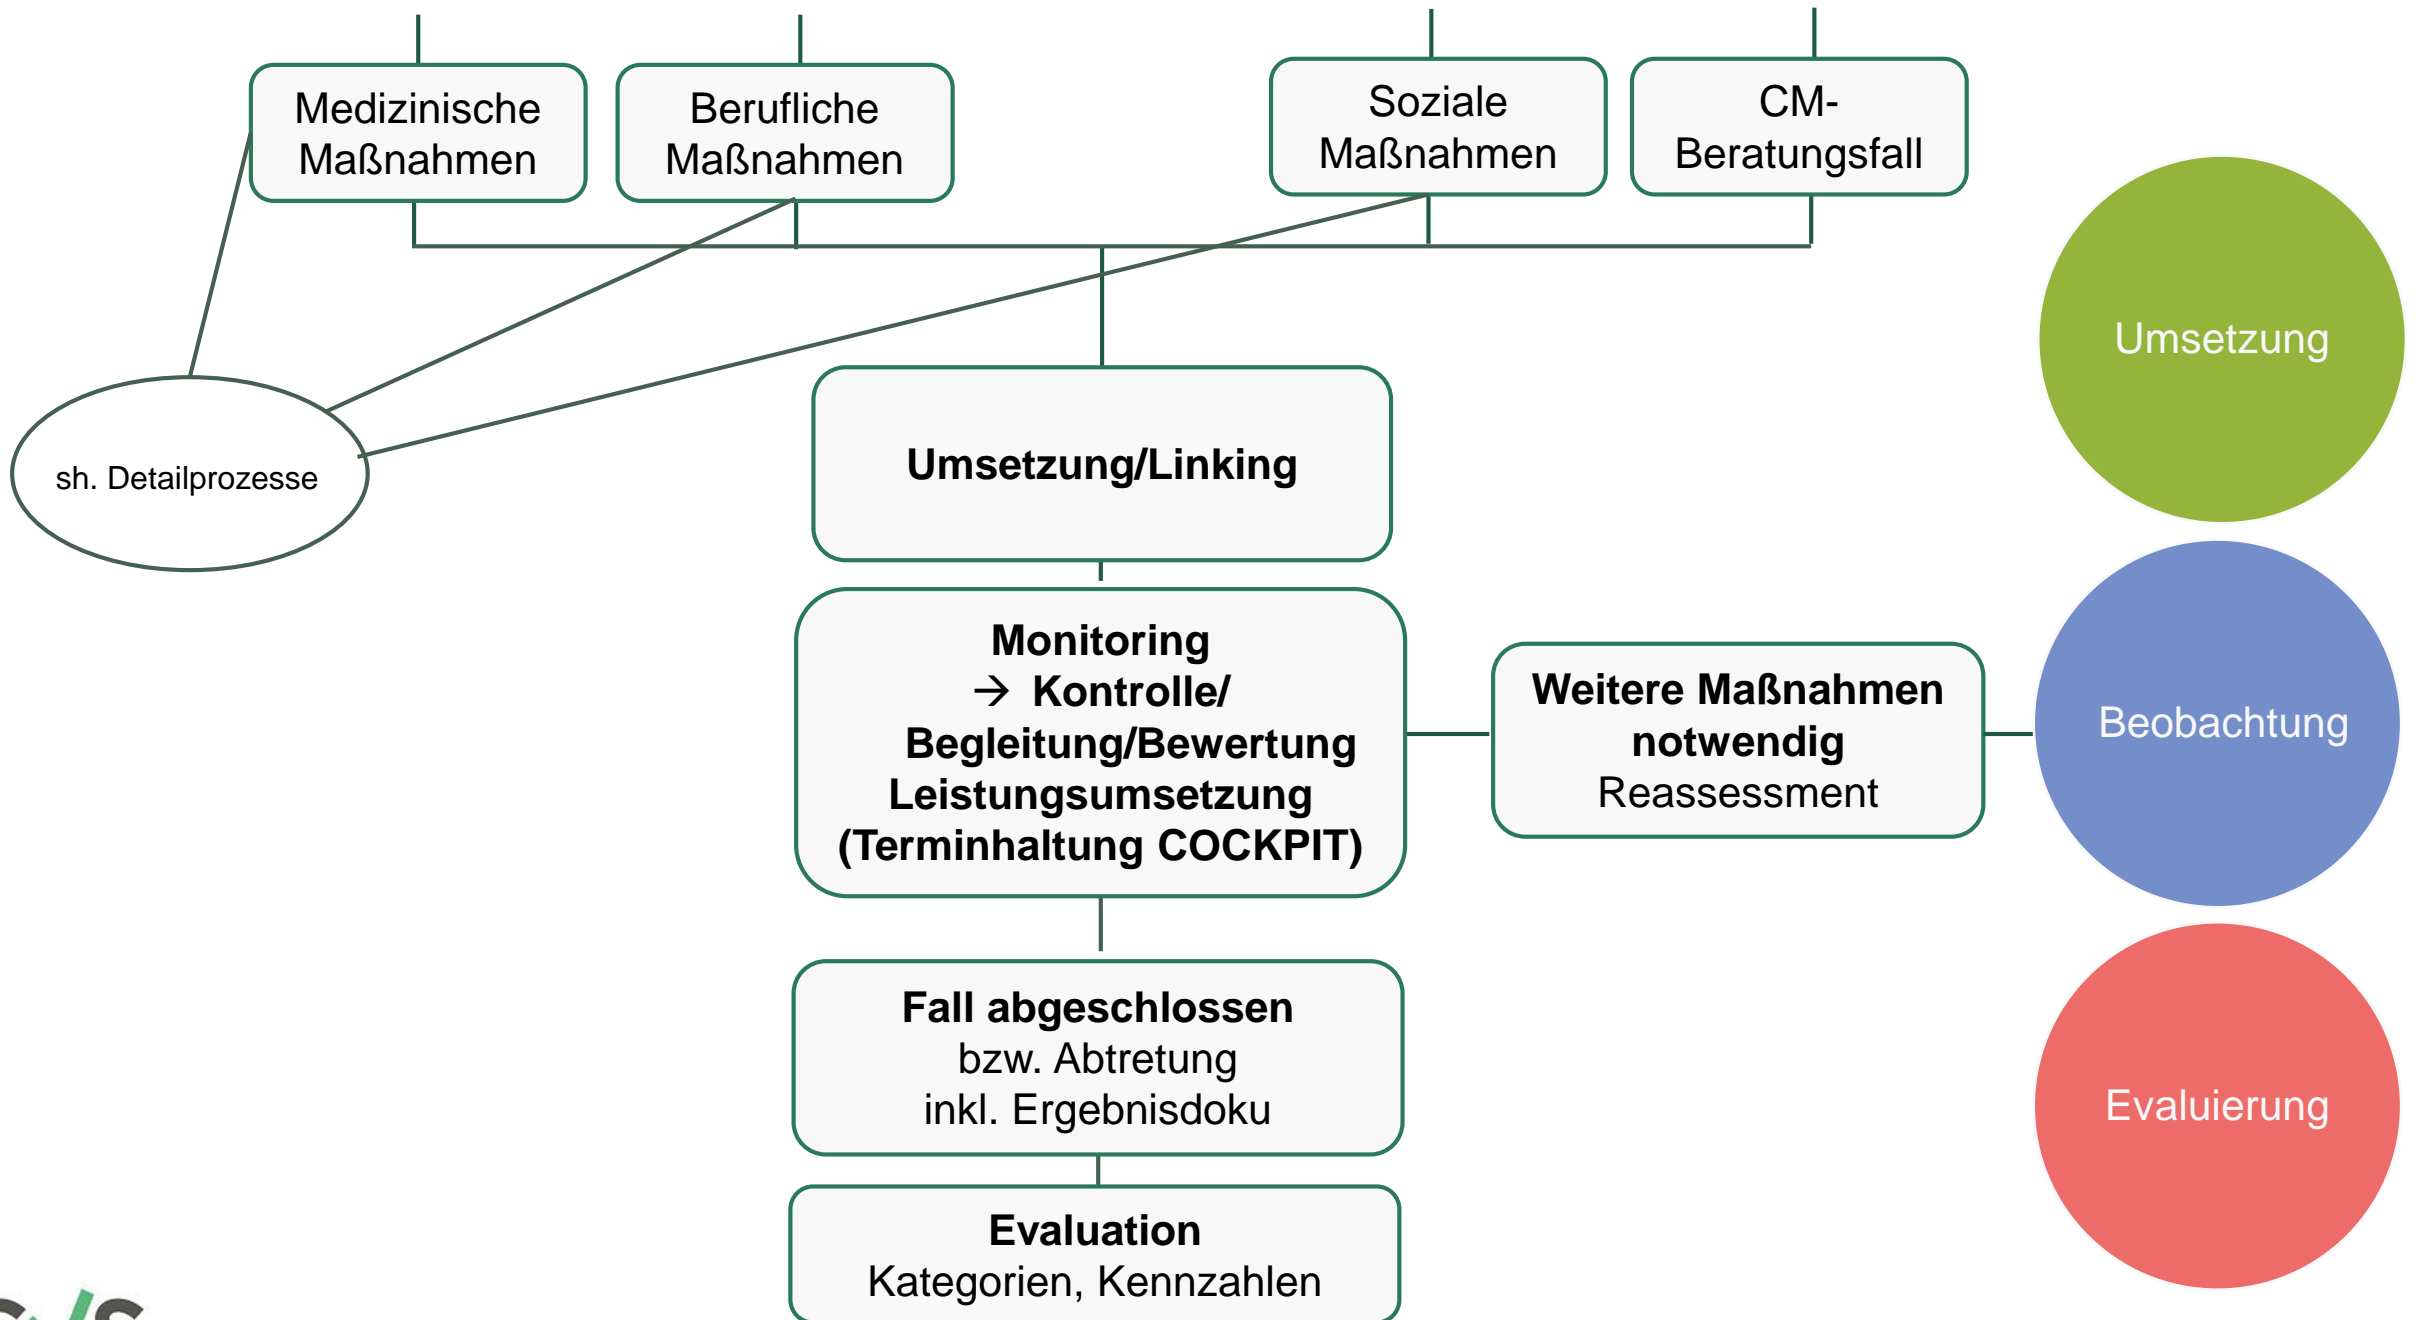 Medizinische
Maßnahmen
Berufliche
Maßnahmen
Soziale
Maßnahmen
CM-
Beratungsfall
Umsetzung
sh. Detailprozesse
Umsetzung/Linking
Monitoring
→ Kontrolle/
Begleitung/Bewertung
Leistungsumsetzung
(Terminhaltung COCKPIT)
Weitere Maßnahmen
notwendig
Reassessment
Beobachtung
Fall abgeschlossen
bzw. Abtretung
inkl. Ergebnisdoku
Evaluierung
Evaluation
Kategorien, Kennzahlen